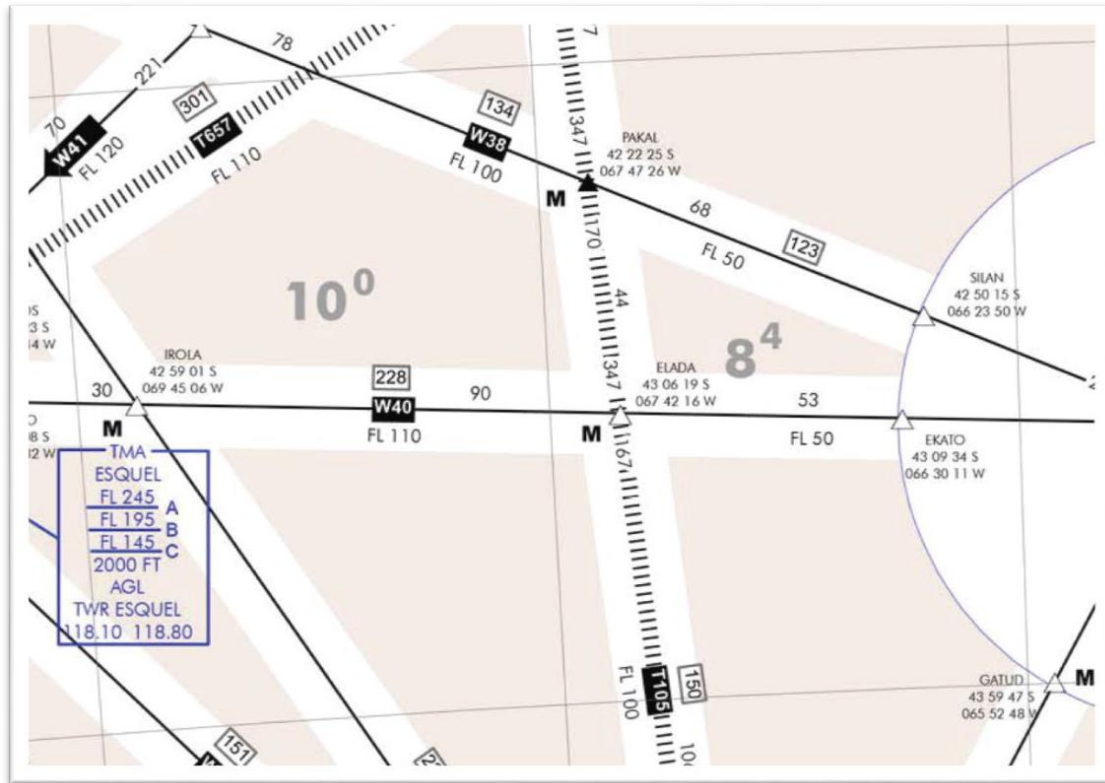 78
221
301
134
T657
W38
347
PAKAL
42 22 25 S
067 47 26 W
70
W41
FL 120
FL 110
FL 100
M
68
170
123
FL 50
SILAN
42 50 15 S
066 23 50 W
10⁰
44
8⁴
IROLA
42 59 01 S
069 45 06 W
347
ELADA
43 06 19 S
067 42 16 W
30
228
W40
90
53
FL 110
FL 50
M
M
167
EKATO
43 09 34 S
066 30 11 W
TMA
ESQUEL
FL 245
A
FL 195
B
FL 145
C
2000 FT
AGL
TWR ESQUEL
118.10 118.80
FL 100
T105
150
GATUD
43 59 47 S
065 52 48 W
M
151